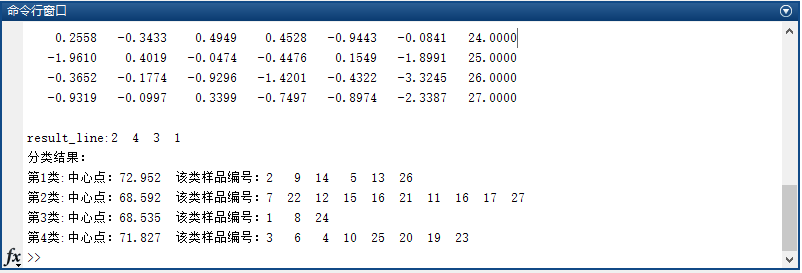 命令行窗口
0.2558 -0.3433 0.4949 0.4528 -0.9443 -0.0841 24.0000
-1.9610 0.4019 -0.0474 -0.4476 0.1549 -1.8991 25.0000
-0.3652 -0.1774 -0.9296 -1.4201 -0.4322 -3.3245 26.0000
-0.9319 -0.0997 0.3399 -0.7497 -0.8974 -2.3387 27.0000
result_line:2 4 3 1
分类结果:
第1类:中心点: 72.952 该类样品编号: 2 9 14 5 13 26
第2类:中心点: 68.592 该类样品编号: 7 22 12 15 16 21 11 16 17 27
第3类:中心点: 68.535 该类样品编号: 1 8 24
第4类:中心点: 71.827 该类样品编号: 3 6 4 10 25 20 19 23
fx >>